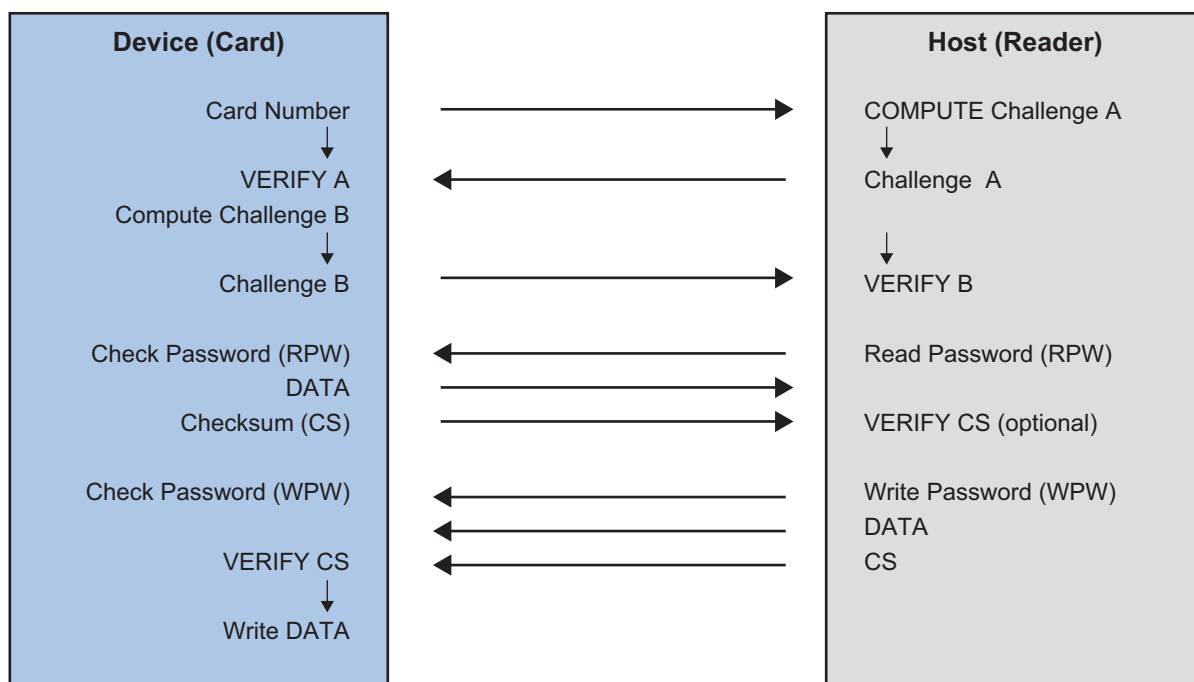 Device (Card)
Host (Reader)
Card Number
COMPUTE Challenge A
VERIFY A
Challenge A
Compute Challenge B
Challenge B
VERIFY B
Check Password (RPW)
Read Password (RPW)
DATA
Checksum (CS)
VERIFY CS (optional)
Check Password (WPW)
Write Password (WPW)
DATA
VERIFY CS
CS
Write DATA